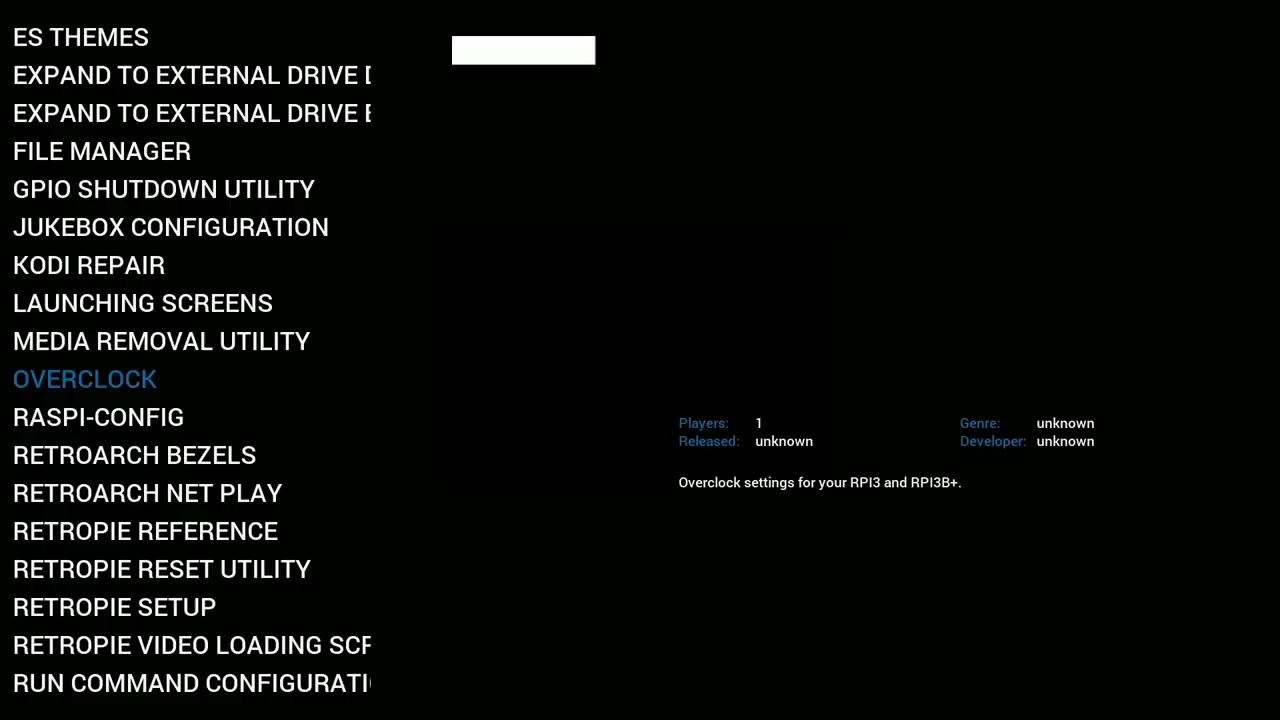 ES THEMES
EXPAND TO EXTERNAL DRIVE
EXPAND TO EXTERNAL DRIVE
FILE MANAGER
GPIO SHUTDOWN UTILITY
JUKEBOX CONFIGURATION
KODI REPAIR
LAUNCHING SCREENS
MEDIA REMOVAL UTILITY
OVERCLOCK
RASPI-CONFIG
RETROARCH BEZELS
RETROARCH NET PLAY
RETROPIE REFERENCE
RETROPIE RESET UTILITY
RETROPIE SETUP
RETROPIE VIDEO LOADING
RUN COMMAND
Players: 1 Genre: unknown
Released: unknown Developer: unknown
Overclock settings for your RPI3 and RPI3B+.